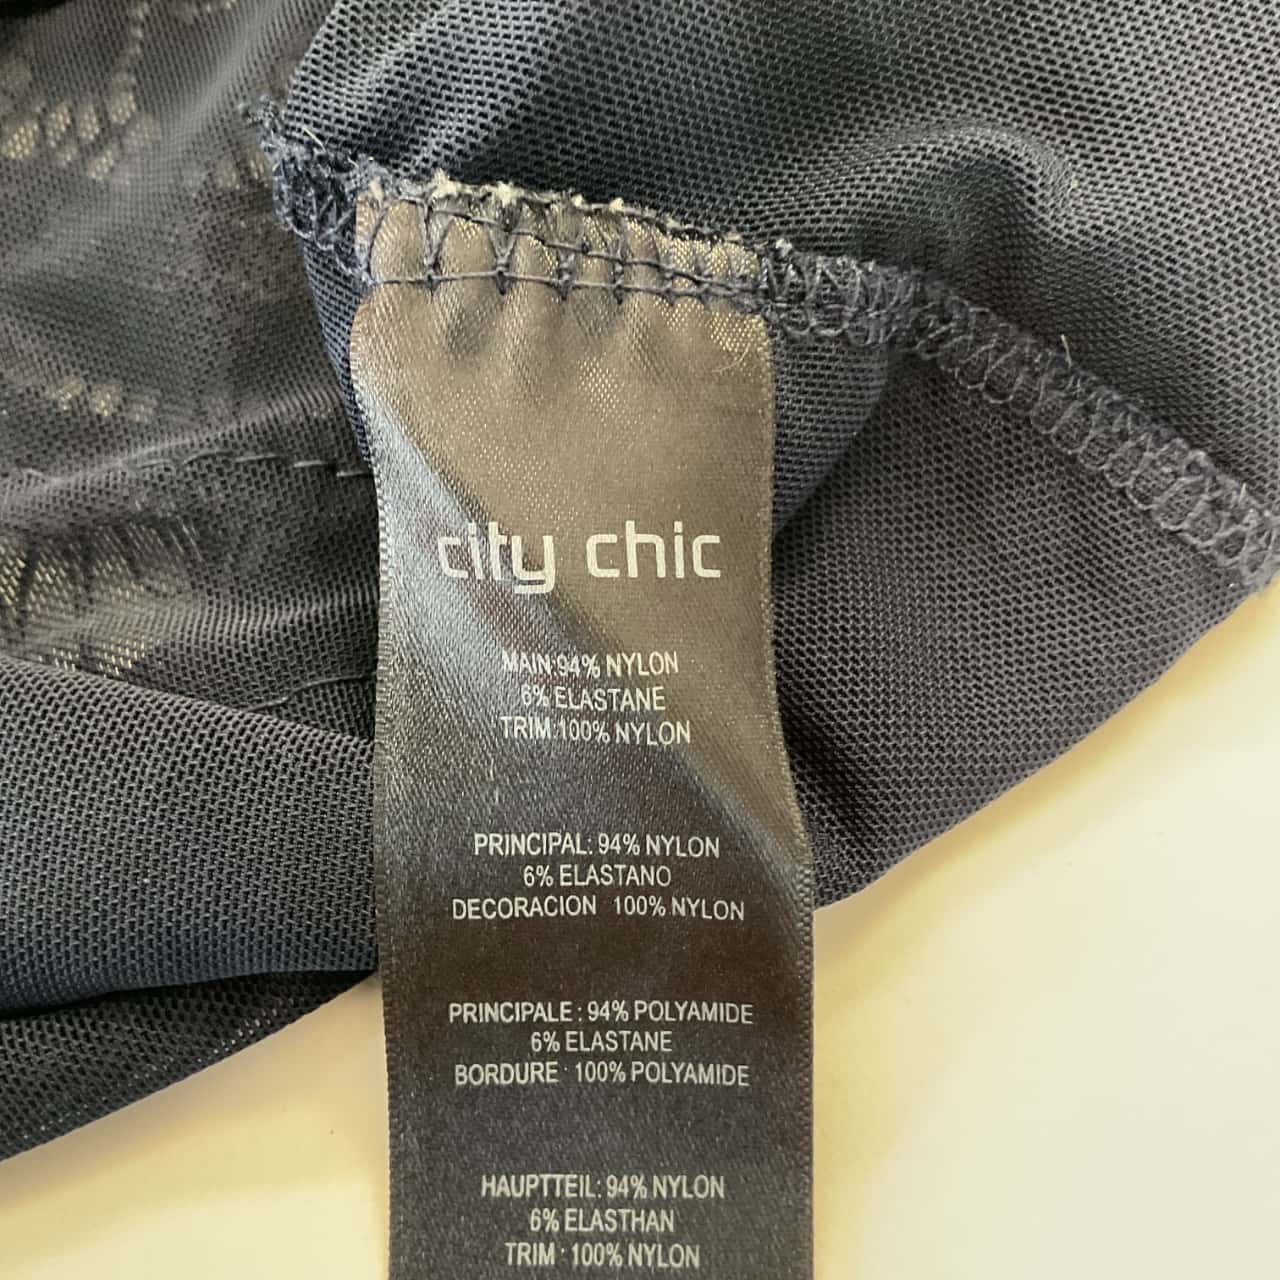 city chic
MAIN:94% NYLON
6% ELASTANE
TRIM:100% NYLON
PRINCIPAL: 94% NYLON
6% ELASTANO
DECORACION 100% NYLON
PRINCIPALE : 94% POLYAMIDE
6% ELASTANE
BORDURE : 100% POLYAMIDE
HAUPTTEIL: 94% NYLON
6% ELASTHAN
TRIM : 100% NYLON